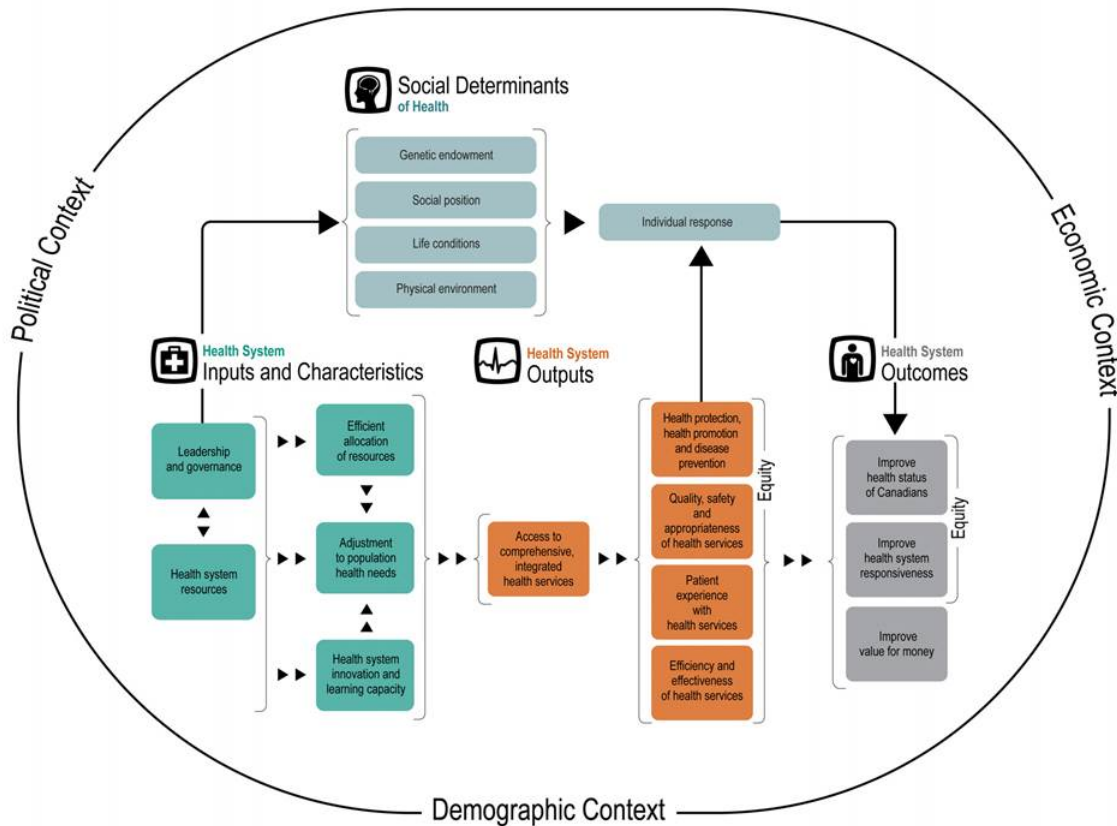 Social Determinants
of Health
Genetic endowment
Social position
Life conditions
Physical environment
Individual response
Political Context
Economic Context
Health System
Inputs and Characteristics
Health System
Outputs
Health System
Outcomes
Leadership
and governance
Health system
resources
Efficient
allocation
of resources
Adjustment
to population
health needs
Health system
innovation and
learning capacity
Access to
comprehensive,
integrated
health services
Health protection,
health promotion
and disease
prevention
Quality, safety
and
appropriateness
of health services
Patient
experience
with
health services
Efficiency and
effectiveness
of health services
Equity
Improve
health status
of Canadians
Improve
health system
responsiveness
Equity
Improve
value for money
Demographic Context